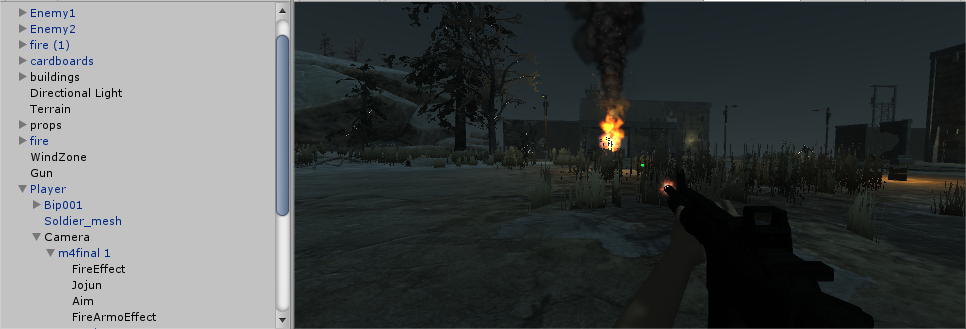 Enemy1
Enemy2
fire (1)
cardboards
buildings
Directional Light
Terrain
props
fire
WindZone
Gun
Player
Bip001
Soldier_mesh
Camera
m4final 1
FireEffect
Jojun
Aim
FireArmoEffect